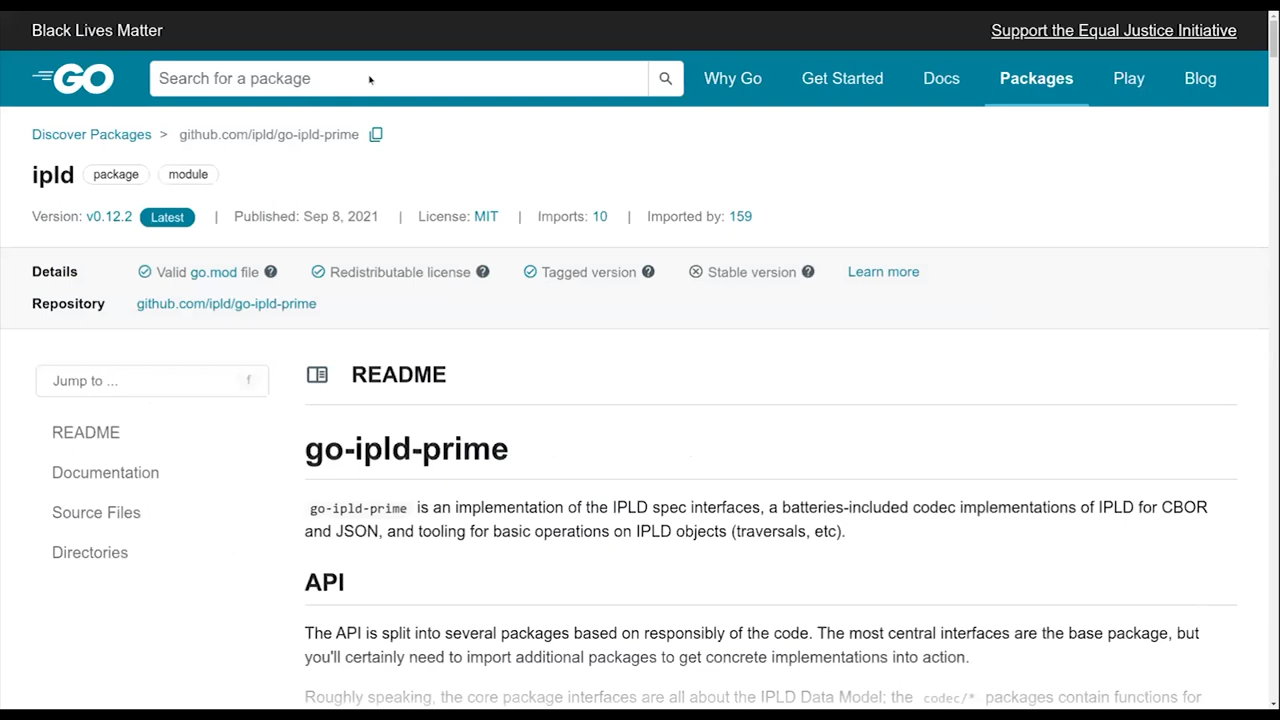 Black Lives Matter Support the Equal Justice Initiative
GO Search for a package Why Go Get Started Docs Packages Play Blog
Discover Packages > github.com/ipld/go-ipld-prime
ipld package module
Version: v0.12.2 Latest | Published: Sep 8, 2021 | License: MIT | Imports: 10 | Imported by: 159
Details Valid go.mod file ? Redistributable license ? Tagged version ? Stable version ? Learn more
Repository github.com/ipld/go-ipld-prime
Jump to ... f
README
Documentation
Source Files
Directories
README
go-ipld-prime
go-ipld-prime is an implementation of the IPLD spec interfaces, a batteries-included codec implementations of IPLD for CBOR
and JSON, and tooling for basic operations on IPLD objects (traversals, etc).
API
The API is split into several packages based on responsibly of the code. The most central interfaces are the base package, but
you'll certainly need to import additional packages to get concrete implementations into action.
Roughly speaking, the core package interfaces are all about the IPLD Data Model; the codec/* packages contain functions for